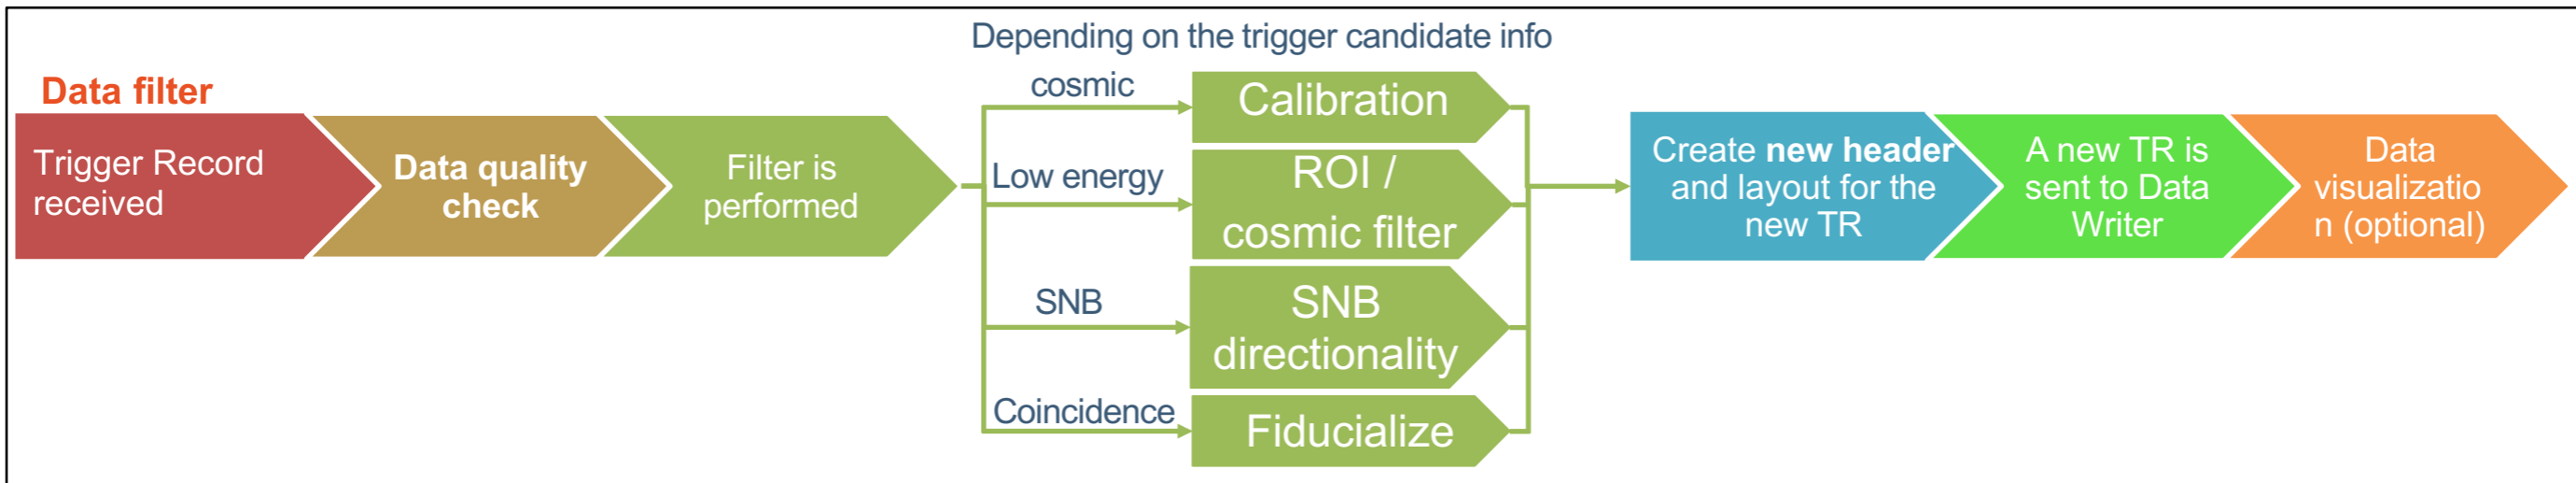 Depending on the trigger candidate info
Data filter
Trigger Record
received
Data quality
check
Filter is
performed
cosmic
Calibration
Low energy
ROI /
cosmic filter
SNB
SNB
directionality
Coincidence
Fiducialize
Create new header
and layout for the
new TR
A new TR is
sent to Data
Writer
Data
visualizatio
n (optional)